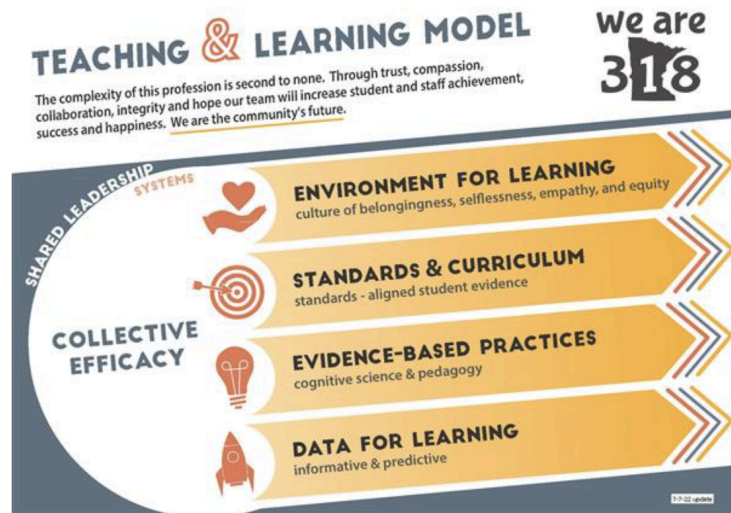 TEACHING & LEARNING MODEL
The complexity of this profession is second to none. Through trust, compassion,
collaboration, integrity and hope our team will increase student and staff achievement,
success and happiness. We are the community's future.
we are
318
SHARED LEADERSHIP
SYSTEMS
COLLECTIVE
EFFICACY
ENVIRONMENT FOR LEARNING
culture of belongingness, selflessness, empathy, and equity
STANDARDS & CURRICULUM
standards - aligned student evidence
EVIDENCE-BASED PRACTICES
cognitive science & pedagogy
DATA FOR LEARNING
informative & predictive
7-7-22 update